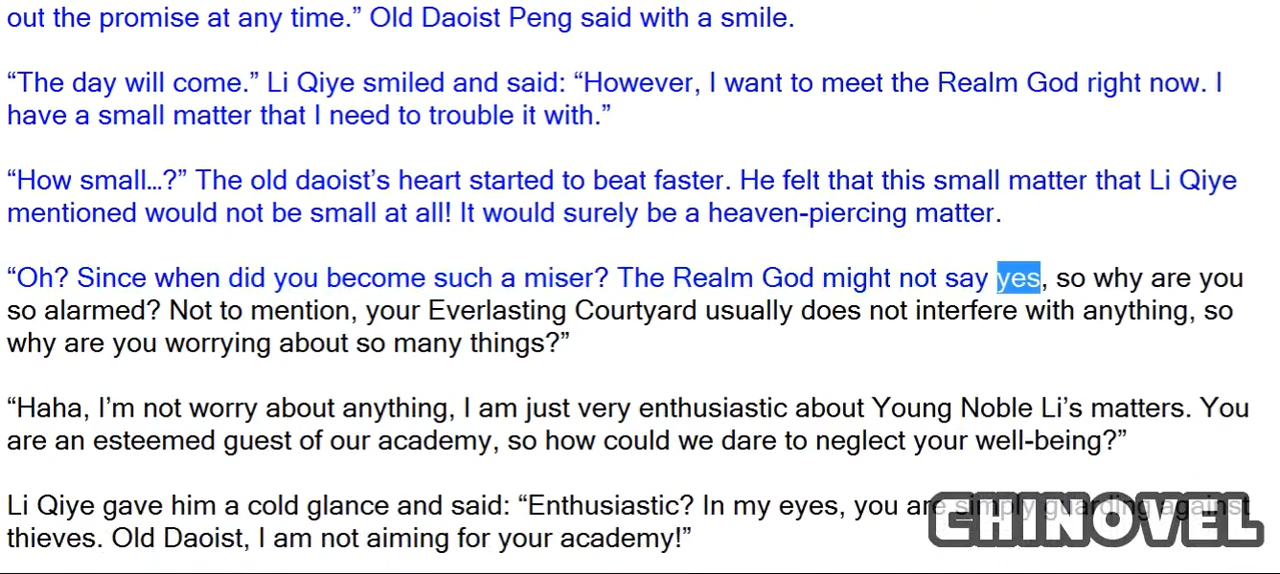 out the promise at any time.” Old Daoist Peng said with a smile.
“The day will come.” Li Qiye smiled and said: “However, I want to meet the Realm God right now. I
have a small matter that I need to trouble it with.”
“How small...?” The old daoist’s heart started to beat faster. He felt that this small matter that Li Qiye
mentioned would not be small at all! It would surely be a heaven-piercing matter.
“Oh? Since when did you become such a miser? The Realm God might not say yes, so why are you
so alarmed? Not to mention, your Everlasting Courtyard usually does not interfere with anything, so
why are you worrying about so many things?”
“Haha, I’m not worry about anything, I am just very enthusiastic about Young Noble Li’s matters. You
are an esteemed guest of our academy, so how could we dare to neglect your well-being?”
Li Qiye gave him a cold glance and said: “Enthusiastic? In my eyes, you are simply guarding against
thieves. Old Daoist, I am not aiming for your academy!”
CHINOVEL